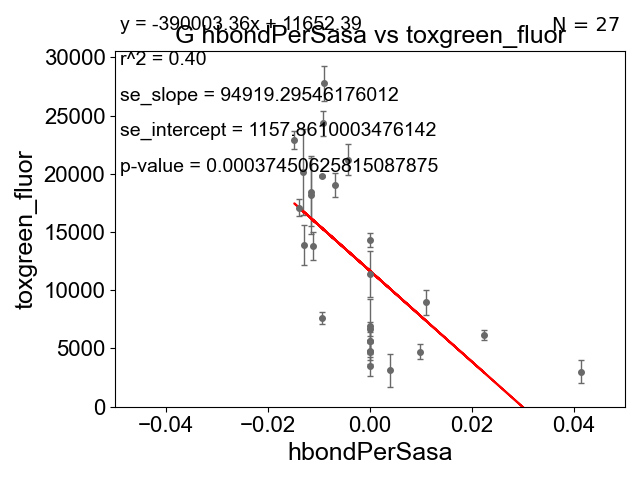 y = -390003.36x + 11652.39
N = 27
G hbondPerSasa vs toxgreen_fluor
r^2 = 0.40
se_slope = 94919.29546176012
se_intercept = 1157.8610003476142
p-value = 0.00037450625815087875
30000
25000
20000
15000
10000
5000
0
toxgreen_fluor
−0.04 −0.02 0.00 0.02 0.04
hbondPerSasa